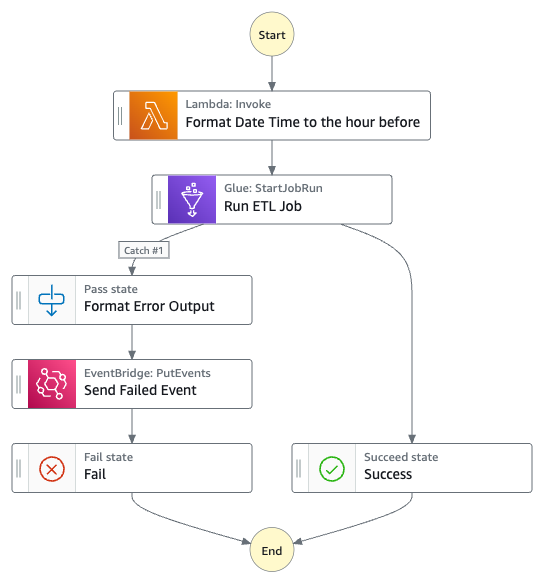 Start
Lambda: Invoke
Format Date Time to the hour before
Glue: StartJobRun
Run ETL Job
Catch #1
Pass state
Format Error Output
EventBridge: PutEvents
Send Failed Event
Fail state
Fail
Succeed state
Success
End